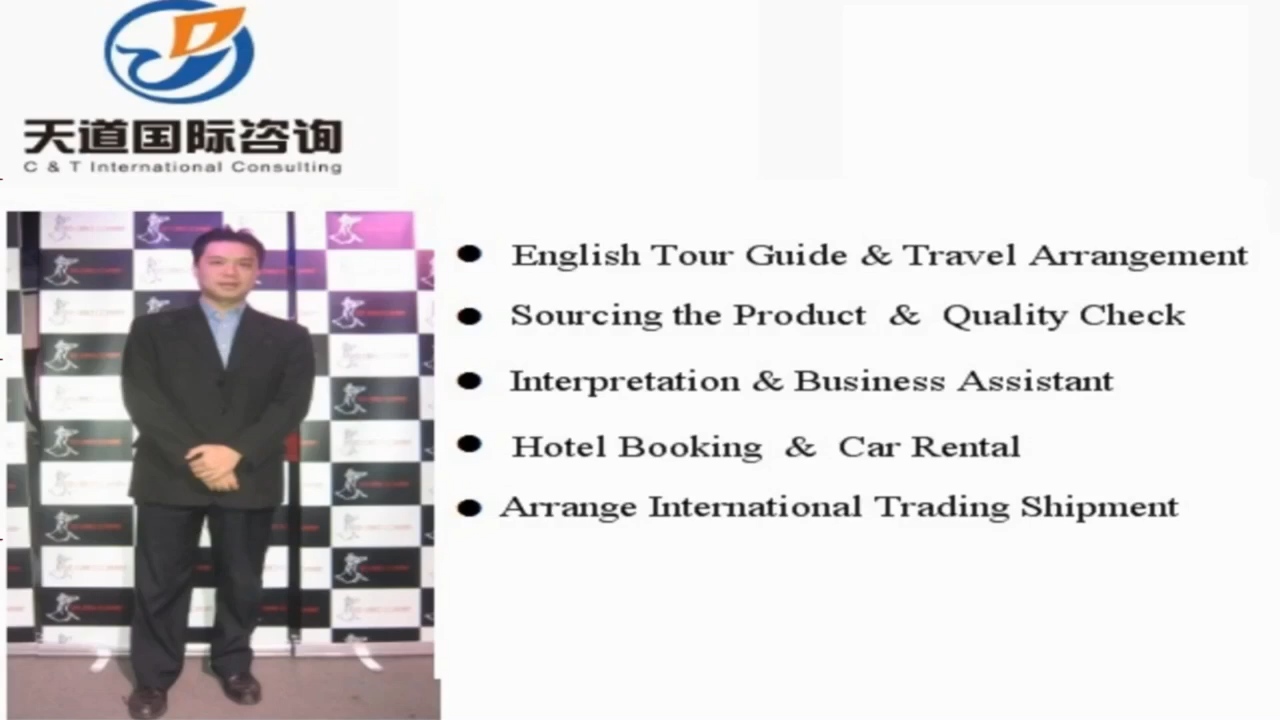 天道国际咨询
C & T International Consulting
● English Tour Guide & Travel Arrangement
● Sourcing the Product & Quality Check
● Interpretation & Business Assistant
● Hotel Booking & Car Rental
● Arrange International Trading Shipment